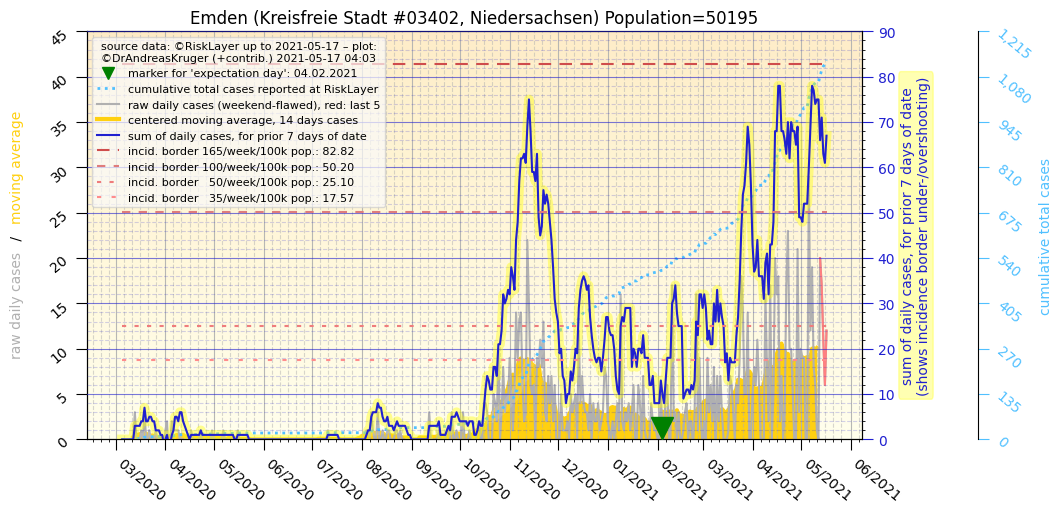 Emden (Kreisfreie Stadt #03402, Niedersachsen) Population=50195
source data: ©RiskLayer up to 2021-05-17 – plot:
©DrAndreasKruger (+contrib.) 2021-05-17 04:03
marker for 'expectation day': 04.02.2021
cumulative total cases reported at RiskLayer
raw daily cases (weekend-flawed), red: last 5
centered moving average, 14 days cases
sum of daily cases, for prior 7 days of date
incid. border 165/week/100k pop.: 82.82
incid. border 100/week/100k pop.: 50.20
incid. border   50/week/100k pop.: 25.10
incid. border   35/week/100k pop.: 17.57
raw daily cases   /   moving average
45
40
35
30
25
20
15
10
5
0
03/2020
04/2020
05/2020
06/2020
07/2020
08/2020
09/2020
10/2020
11/2020
12/2020
01/2021
02/2021
03/2021
04/2021
05/2021
06/2021
90
80
70
60
50
40
30
20
10
0
sum of daily cases, for prior 7 days of date
(shows incidence border under-/overshooting)
1,215
1,080
945
810
675
540
405
270
135
0
cumulative total cases